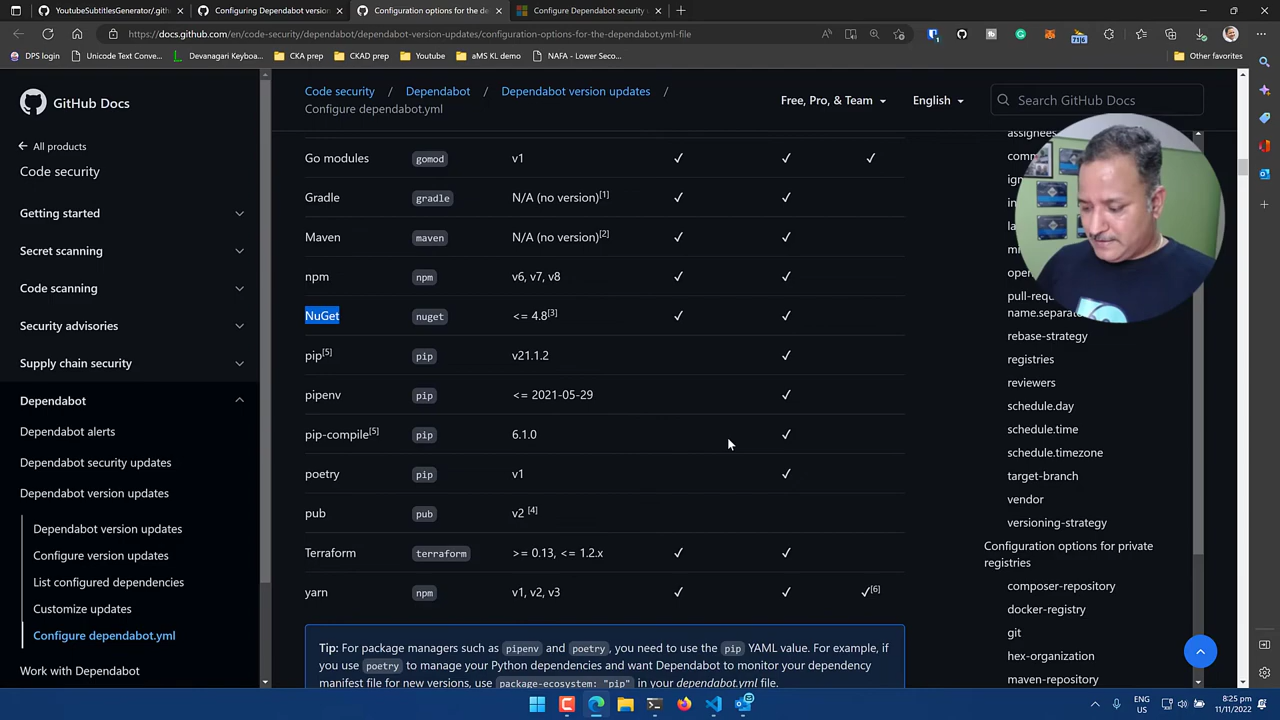 YoutubeSubtitlesGenerator/.github
Configuring Dependabot version
Configuration options for the de
Configure Dependabot security
https://docs.github.com/en/code-security/dependabot/dependabot-version-updates/configuration-options-for-the-dependabot.yml-file
DPS login
Unicode Text Conve...
Devanagari Keyboa...
CKA prep
CKAD prep
Youtube
aMS KL demo
NAFA - Lower Seco...
Other favorites
GitHub Docs
All products
Code security
Getting started
Secret scanning
Code scanning
Security advisories
Supply chain security
Dependabot
Dependabot alerts
Dependabot security updates
Dependabot version updates
Dependabot version updates
Configure version updates
List configured dependencies
Customize updates
Configure dependabot.yml
Work with Dependabot
Code security / Dependabot / Dependabot version updates /
Configure dependabot.yml
Free, Pro, & Team
English
Search GitHub Docs
Go modules gomod v1 ✓ ✓ ✓
Gradle gradle N/A (no version)[1] ✓ ✓
Maven maven N/A (no version)[2] ✓ ✓
npm npm v6, v7, v8 ✓ ✓
NuGet nuget <= 4.8[3] ✓ ✓
pip[5] pip v21.1.2 ✓
pipenv pip <= 2021-05-29 ✓
pip-compile[5] pip 6.1.0 ✓
poetry pip v1 ✓
pub pub v2 [4]
Terraform terraform >= 0.13, <= 1.2.x ✓ ✓
yarn npm v1, v2, v3 ✓ ✓ ✓[6]
Tip: For package managers such as pipenv and poetry, you need to use the pip YAML value. For example, if
you use poetry to manage your Python dependencies and want Dependabot to monitor your dependency
manifest file for new versions, use package-ecosystem: "pip" in your dependabot.yml file.
assignees
rebase-strategy
registries
reviewers
schedule.day
schedule.time
schedule.timezone
target-branch
vendor
versioning-strategy
Configuration options for private
registries
composer-repository
docker-registry
git
hex-organization
maven-repository
ENG
US
8:25 pm
11/11/2022